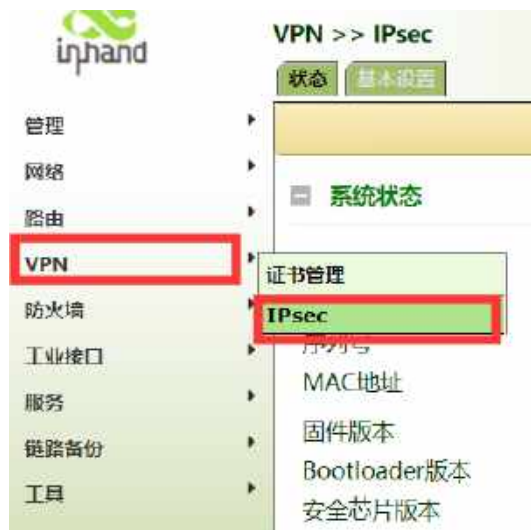 inhand
VPN >> IPsec
状态
基本设置
管理
网络
系统状态
路由
VPN
证书管理
防火墙
IPsec
序列号
工业接口
MAC地址
服务
固件版本
链路备份
Bootloader版本
工具
安全芯片版本